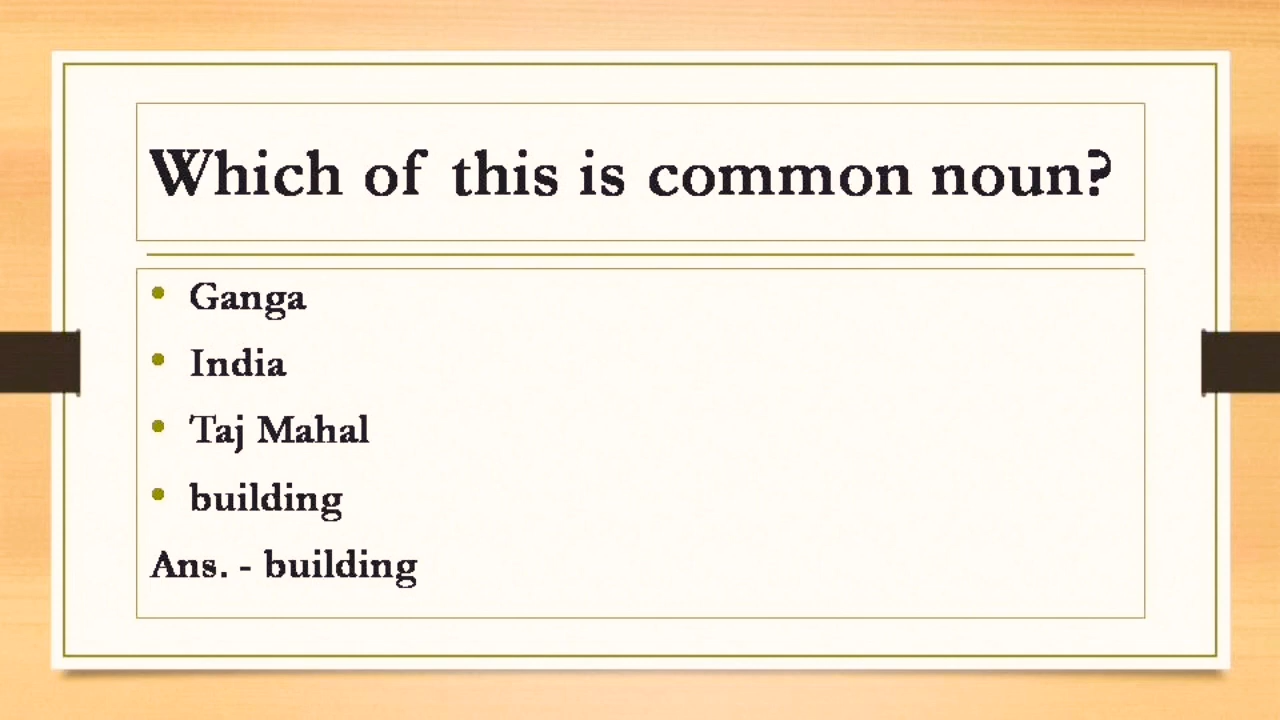 Which of this is common noun?
• Ganga
• India
• Taj Mahal
• building
Ans. - building